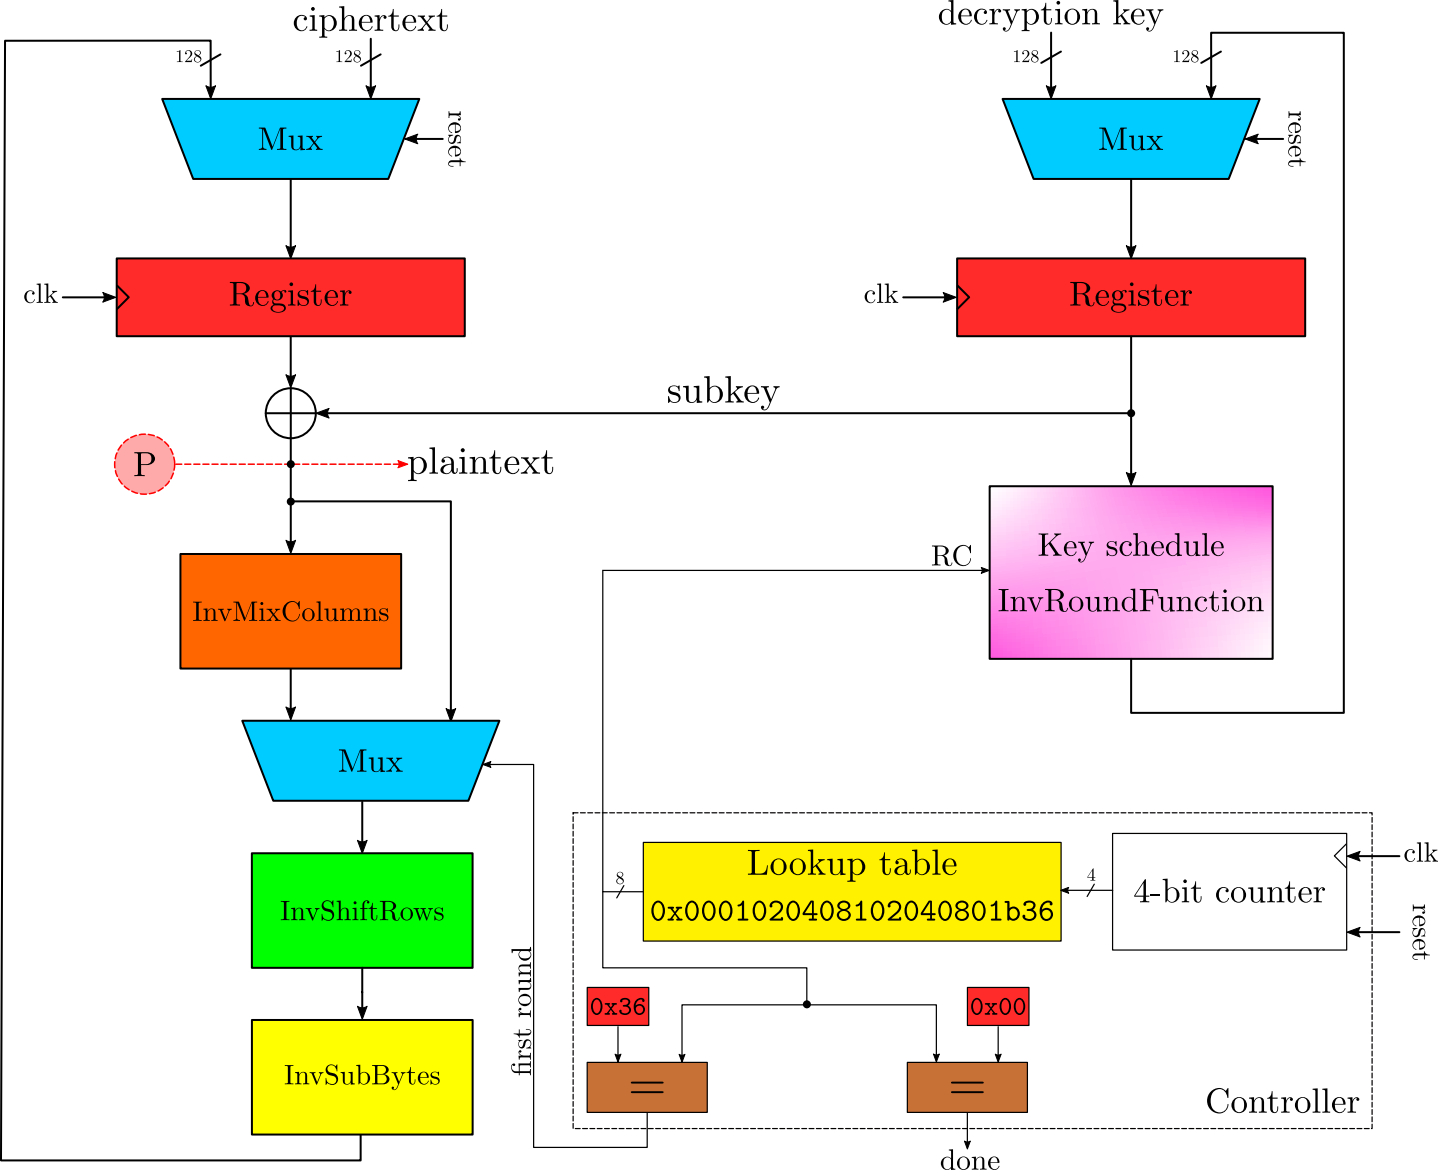 ciphertext
decryption key
128
128
128
128
Mux
reset
Mux
reset
clk
Register
clk
Register
subkey
P
plaintext
RC
Key schedule
InvRoundFunction
InvMixColumns
Mux
Lookup table
0x0001020408102040801b36
8
4
4-bit counter
clk
reset
InvShiftRows
first round
0x36
0x00
InvSubBytes
=
=
Controller
done